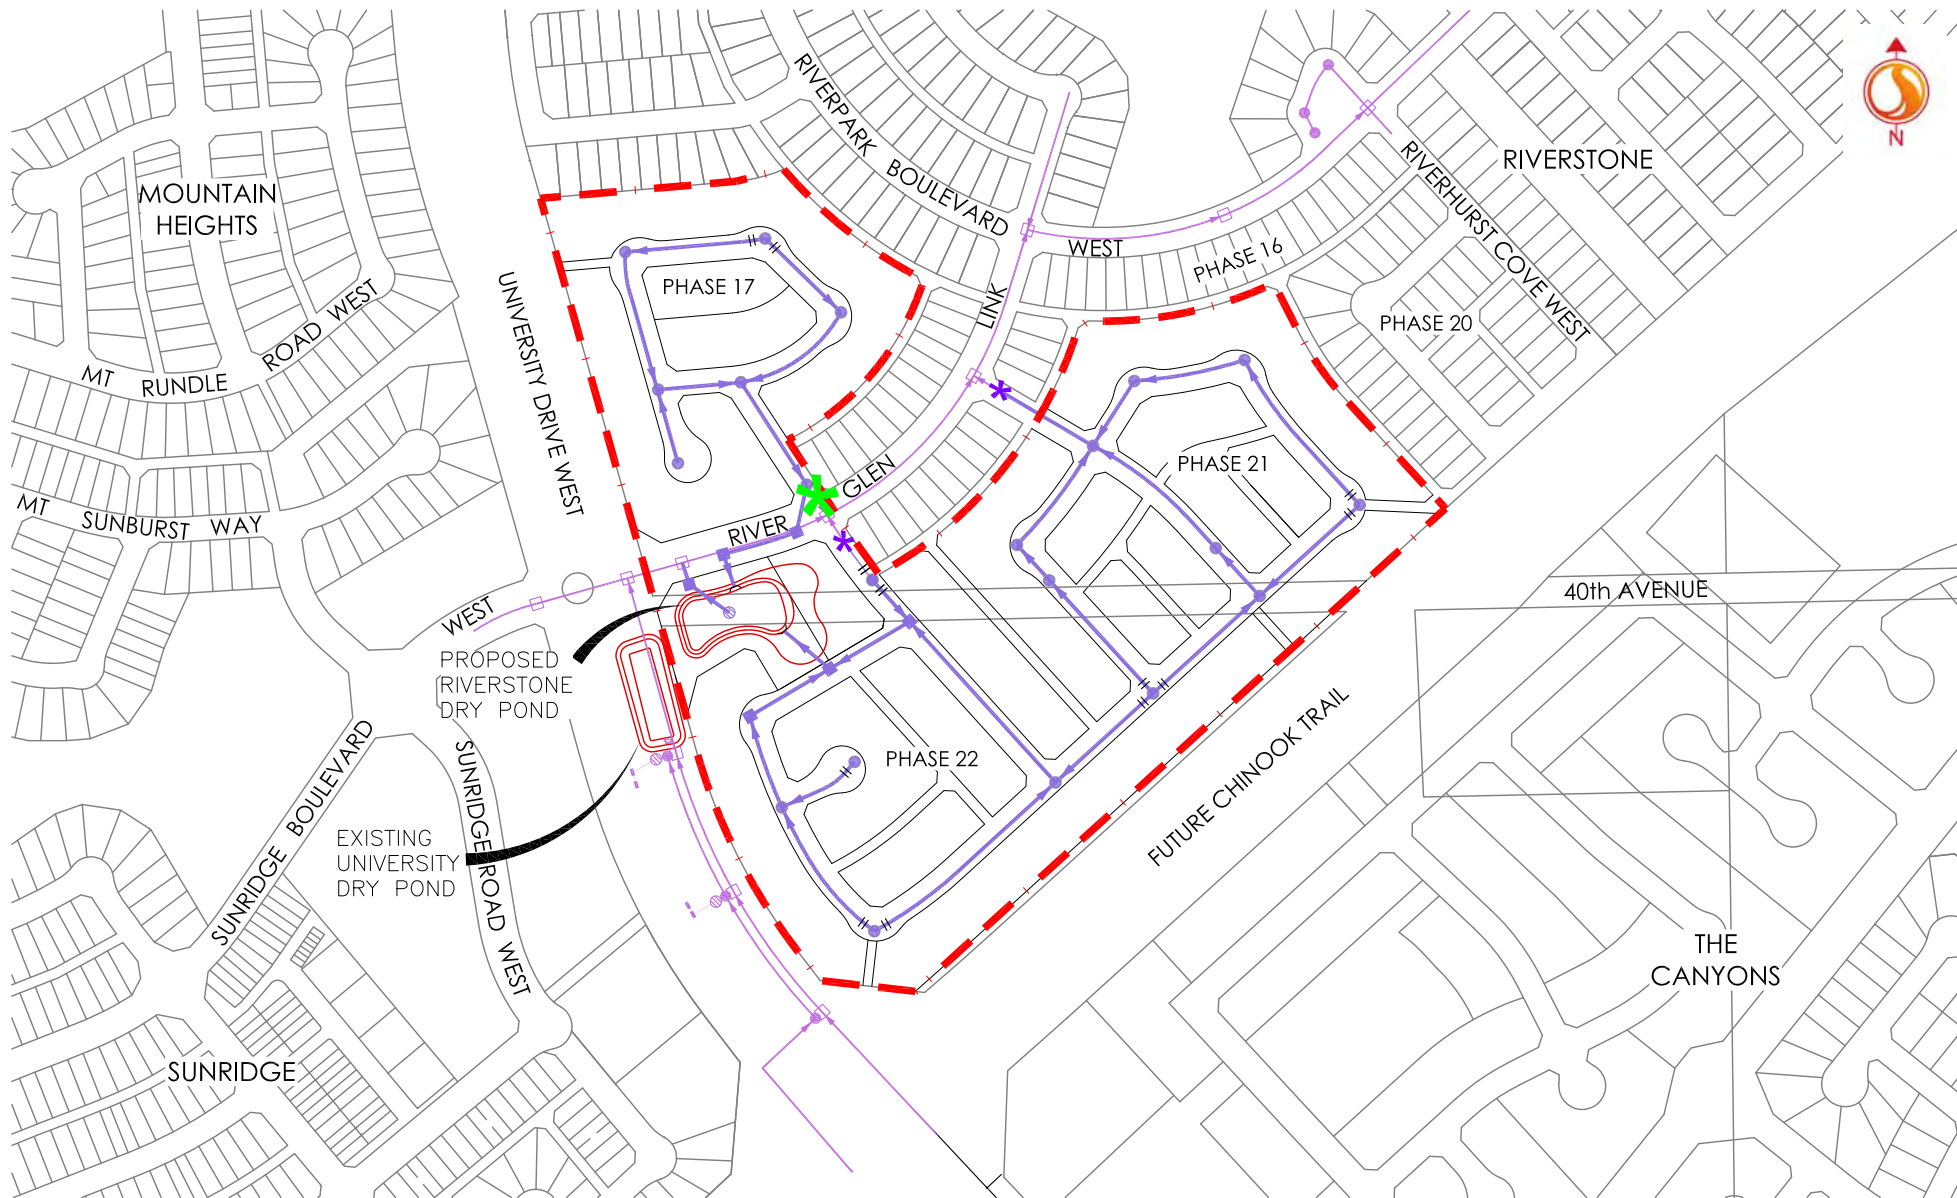 N
RIVERPARK BOULEVARD
RIVERSTONE
MOUNTAIN
HEIGHTS
RIVERHURST COVE WEST
WEST
PHASE 16
PHASE 17
LINK
UNIVERSITY DRIVE WEST
PHASE 20
MT RUNDLE ROAD WEST
GLEN
PHASE 21
MT SUNBURST WAY
RIVER
40th AVENUE
WEST
PROPOSED
RIVERSTONE
DRY POND
FUTURE CHINOOK TRAIL
PHASE 22
SUNRIDGE BOULEVARD
SUNRIDGE ROAD WEST
EXISTING
UNIVERSITY
DRY POND
THE
CANYONS
SUNRIDGE